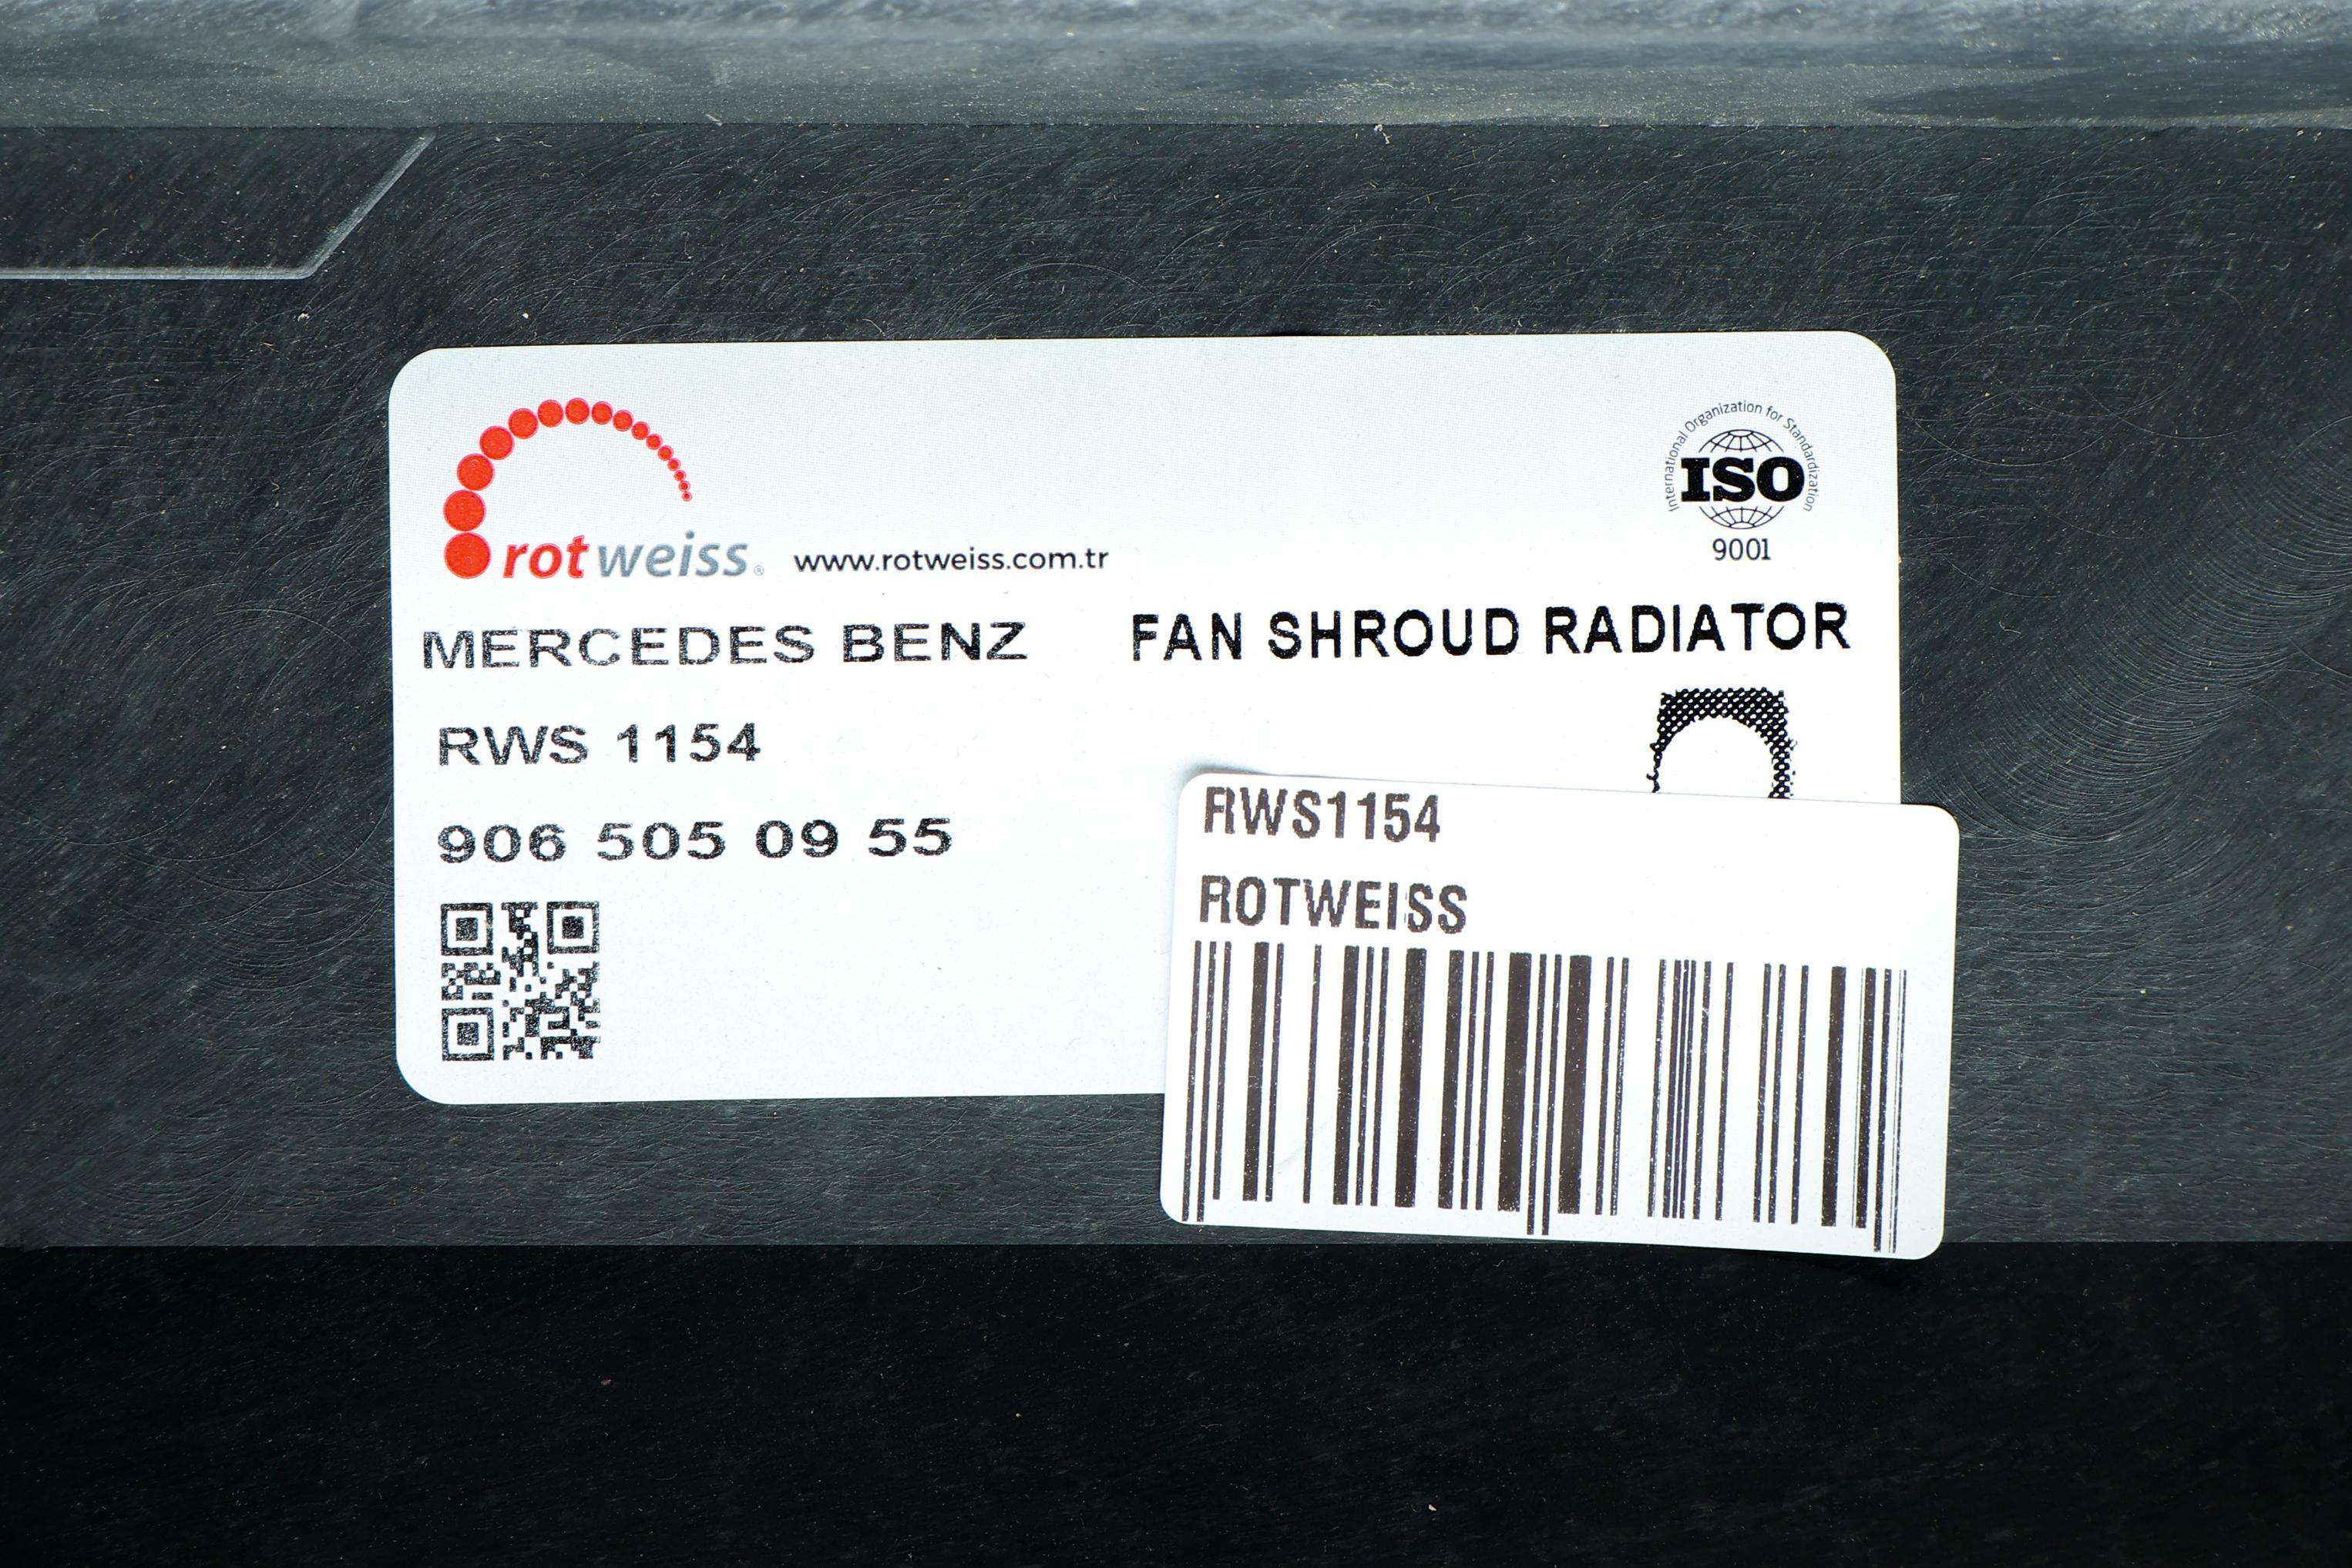 rotweiss® www.rotweiss.com.tr
International Organization for Standardization
ISO
9001
MERCEDES BENZ FAN SHROUD RADIATOR
RWS 1154
906 505 09 55
RWS1154
ROTWEISS